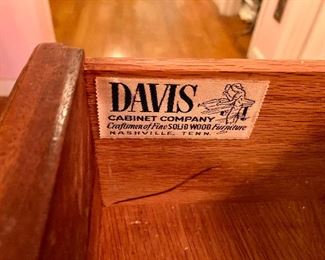 DAVIS
CABINET COMPANY
Craftsmen of Fine SOLID WOOD Furniture
NASHVILLE, TENN.